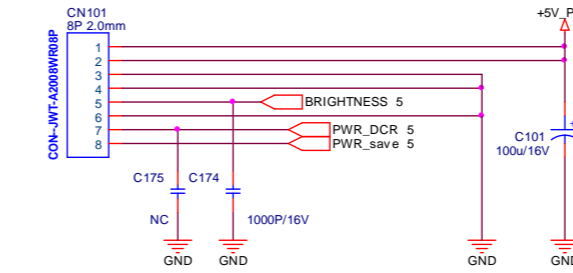 CN101
8P 2.0mm
+5V_P
CON--JWT-A2008WR08P
1
2
3
4
5
6
7
8
BRIGHTNESS 5
PWR_DCR 5
PWR_save 5
C101
100u/16V
+
C175 C174
NC 1000P/16V
GND GND GND GND